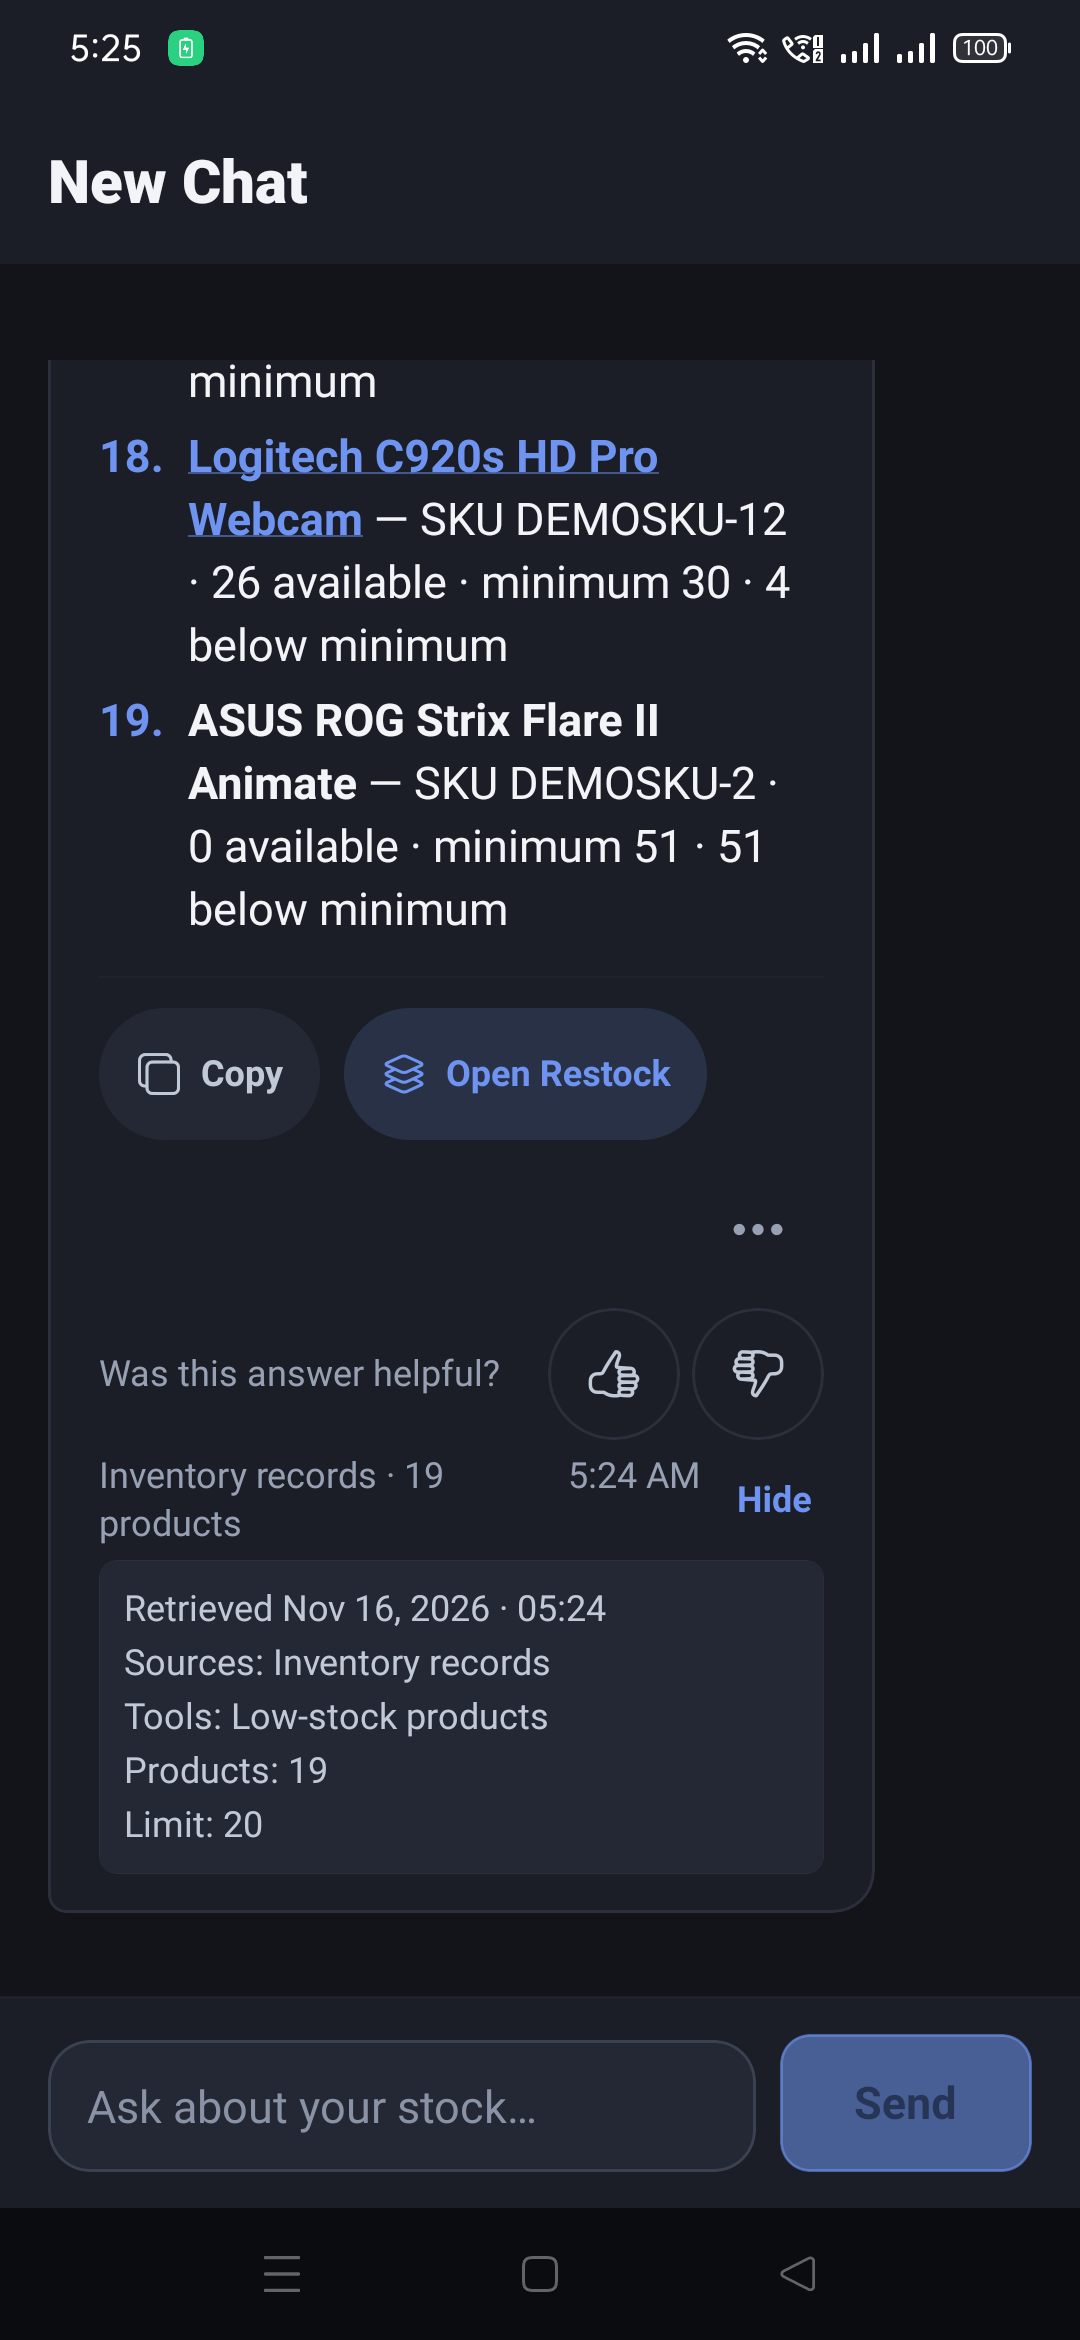 5:25
100
New Chat
minimum
18. Logitech C920s HD Pro
Webcam — SKU DEMOSKU-12
· 26 available · minimum 30 · 4
below minimum
19. ASUS ROG Strix Flare II
Animate — SKU DEMOSKU-2 ·
0 available · minimum 51 · 51
below minimum
Copy
Open Restock
Was this answer helpful?
Inventory records · 19
products
5:24 AM
Hide
Retrieved Nov 16, 2026 · 05:24
Sources: Inventory records
Tools: Low-stock products
Products: 19
Limit: 20
Ask about your stock...
Send